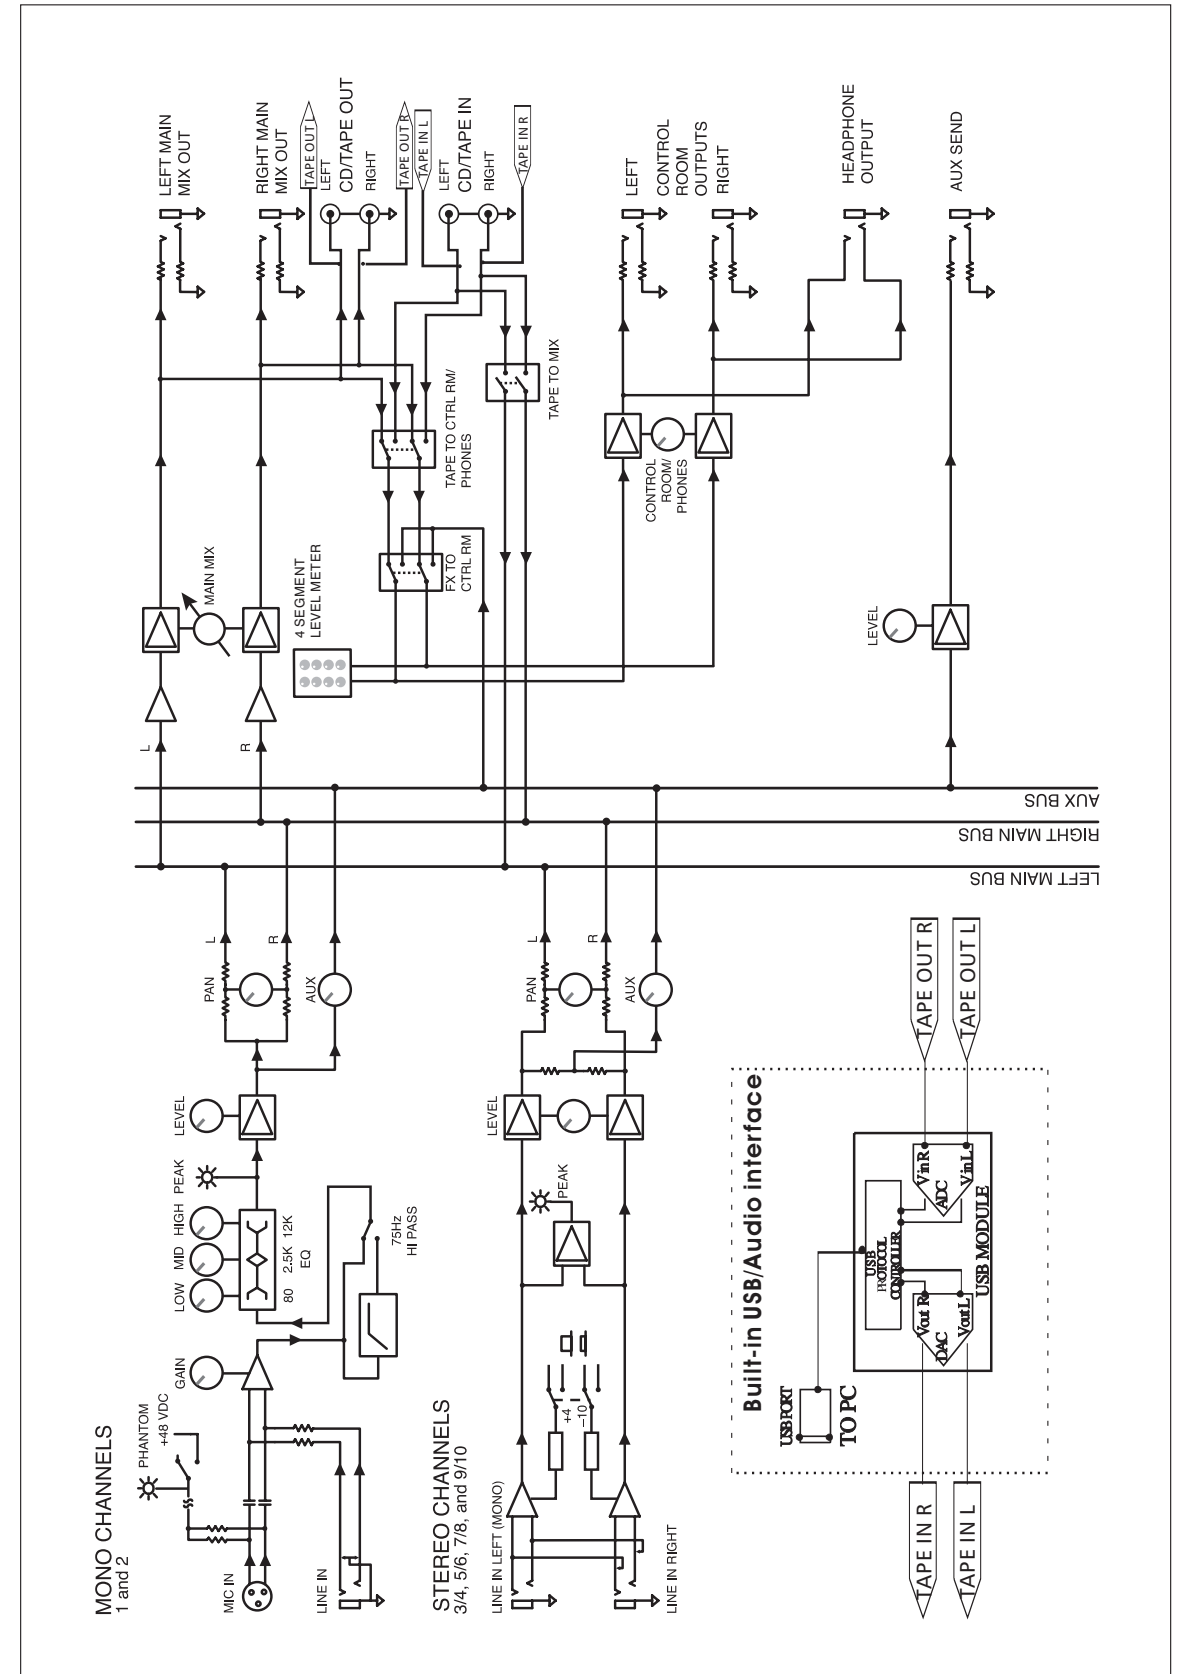 MONO CHANNELS
1 and 2
MIC IN
LINE IN
PHANTOM
+48 VDC
GAIN
LOW
MID
HIGH
80
2.5K
12K
EQ
PEAK
75Hz
HI PASS
LEVEL
PAN
AUX
L
R
STEREO CHANNELS
3/4, 5/6, 7/8, and 9/10
LINE IN LEFT (MONO)
LINE IN RIGHT
+4
–10
PEAK
LEVEL
PAN
AUX
L
R
Built-in USB/Audio interface
USB PORT
TO PC
USB
PROTOCOL
CONTROLLER
Vout R
DAC
Vout L
Vin R
ADC
Vin L
USB MODULE
TAPE IN R
TAPE IN L
TAPE OUT R
TAPE OUT L
LEFT MAIN BUS
RIGHT MAIN BUS
AUX BUS
L
R
MAIN MIX
4 SEGMENT
LEVEL METER
FX TO
CTRL RM
TAPE TO CTRL RM/
PHONES
TAPE TO MIX
CONTROL
ROOM/
PHONES
LEVEL
LEFT MAIN
MIX OUT
RIGHT MAIN
MIX OUT
TAPE OUT L
LEFT
CD/TAPE OUT
RIGHT
TAPE OUT R
TAPE IN L
LEFT
CD/TAPE IN
RIGHT
TAPE IN R
LEFT
CONTROL
ROOM
OUTPUTS
RIGHT
HEADPHONE
OUTPUT
AUX SEND